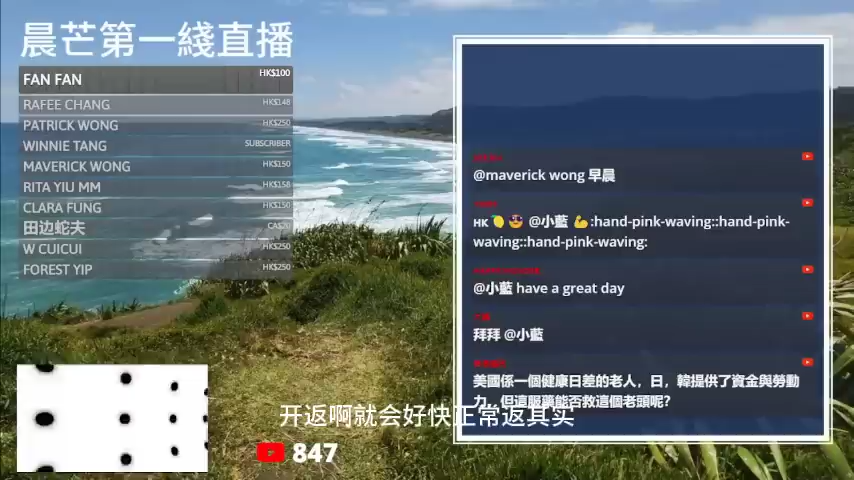 晨芒第一綫直播
FAN FAN HK$100
RAFEE CHANG HK$148
PATRICK WONG HK$250
WINNIE TANG SUBSCRIBER
MAVERICK WONG HK$150
RITA YIU MM HK$158
CLARA FUNG HK$150
田边蛇夫 CA$20
W CUICUI HK$250
FOREST YIP HK$250
@maverick wong 早晨
HK @小藍 :hand-pink-waving::hand-pink-
waving::hand-pink-waving:
@小藍 have a great day
拜拜 @小藍
美國係一個健康日差的老人，日，韓提供了資金與勞動
力，但這服藥能否救這個老頭呢?
开返啊就会好快正常返其实
847